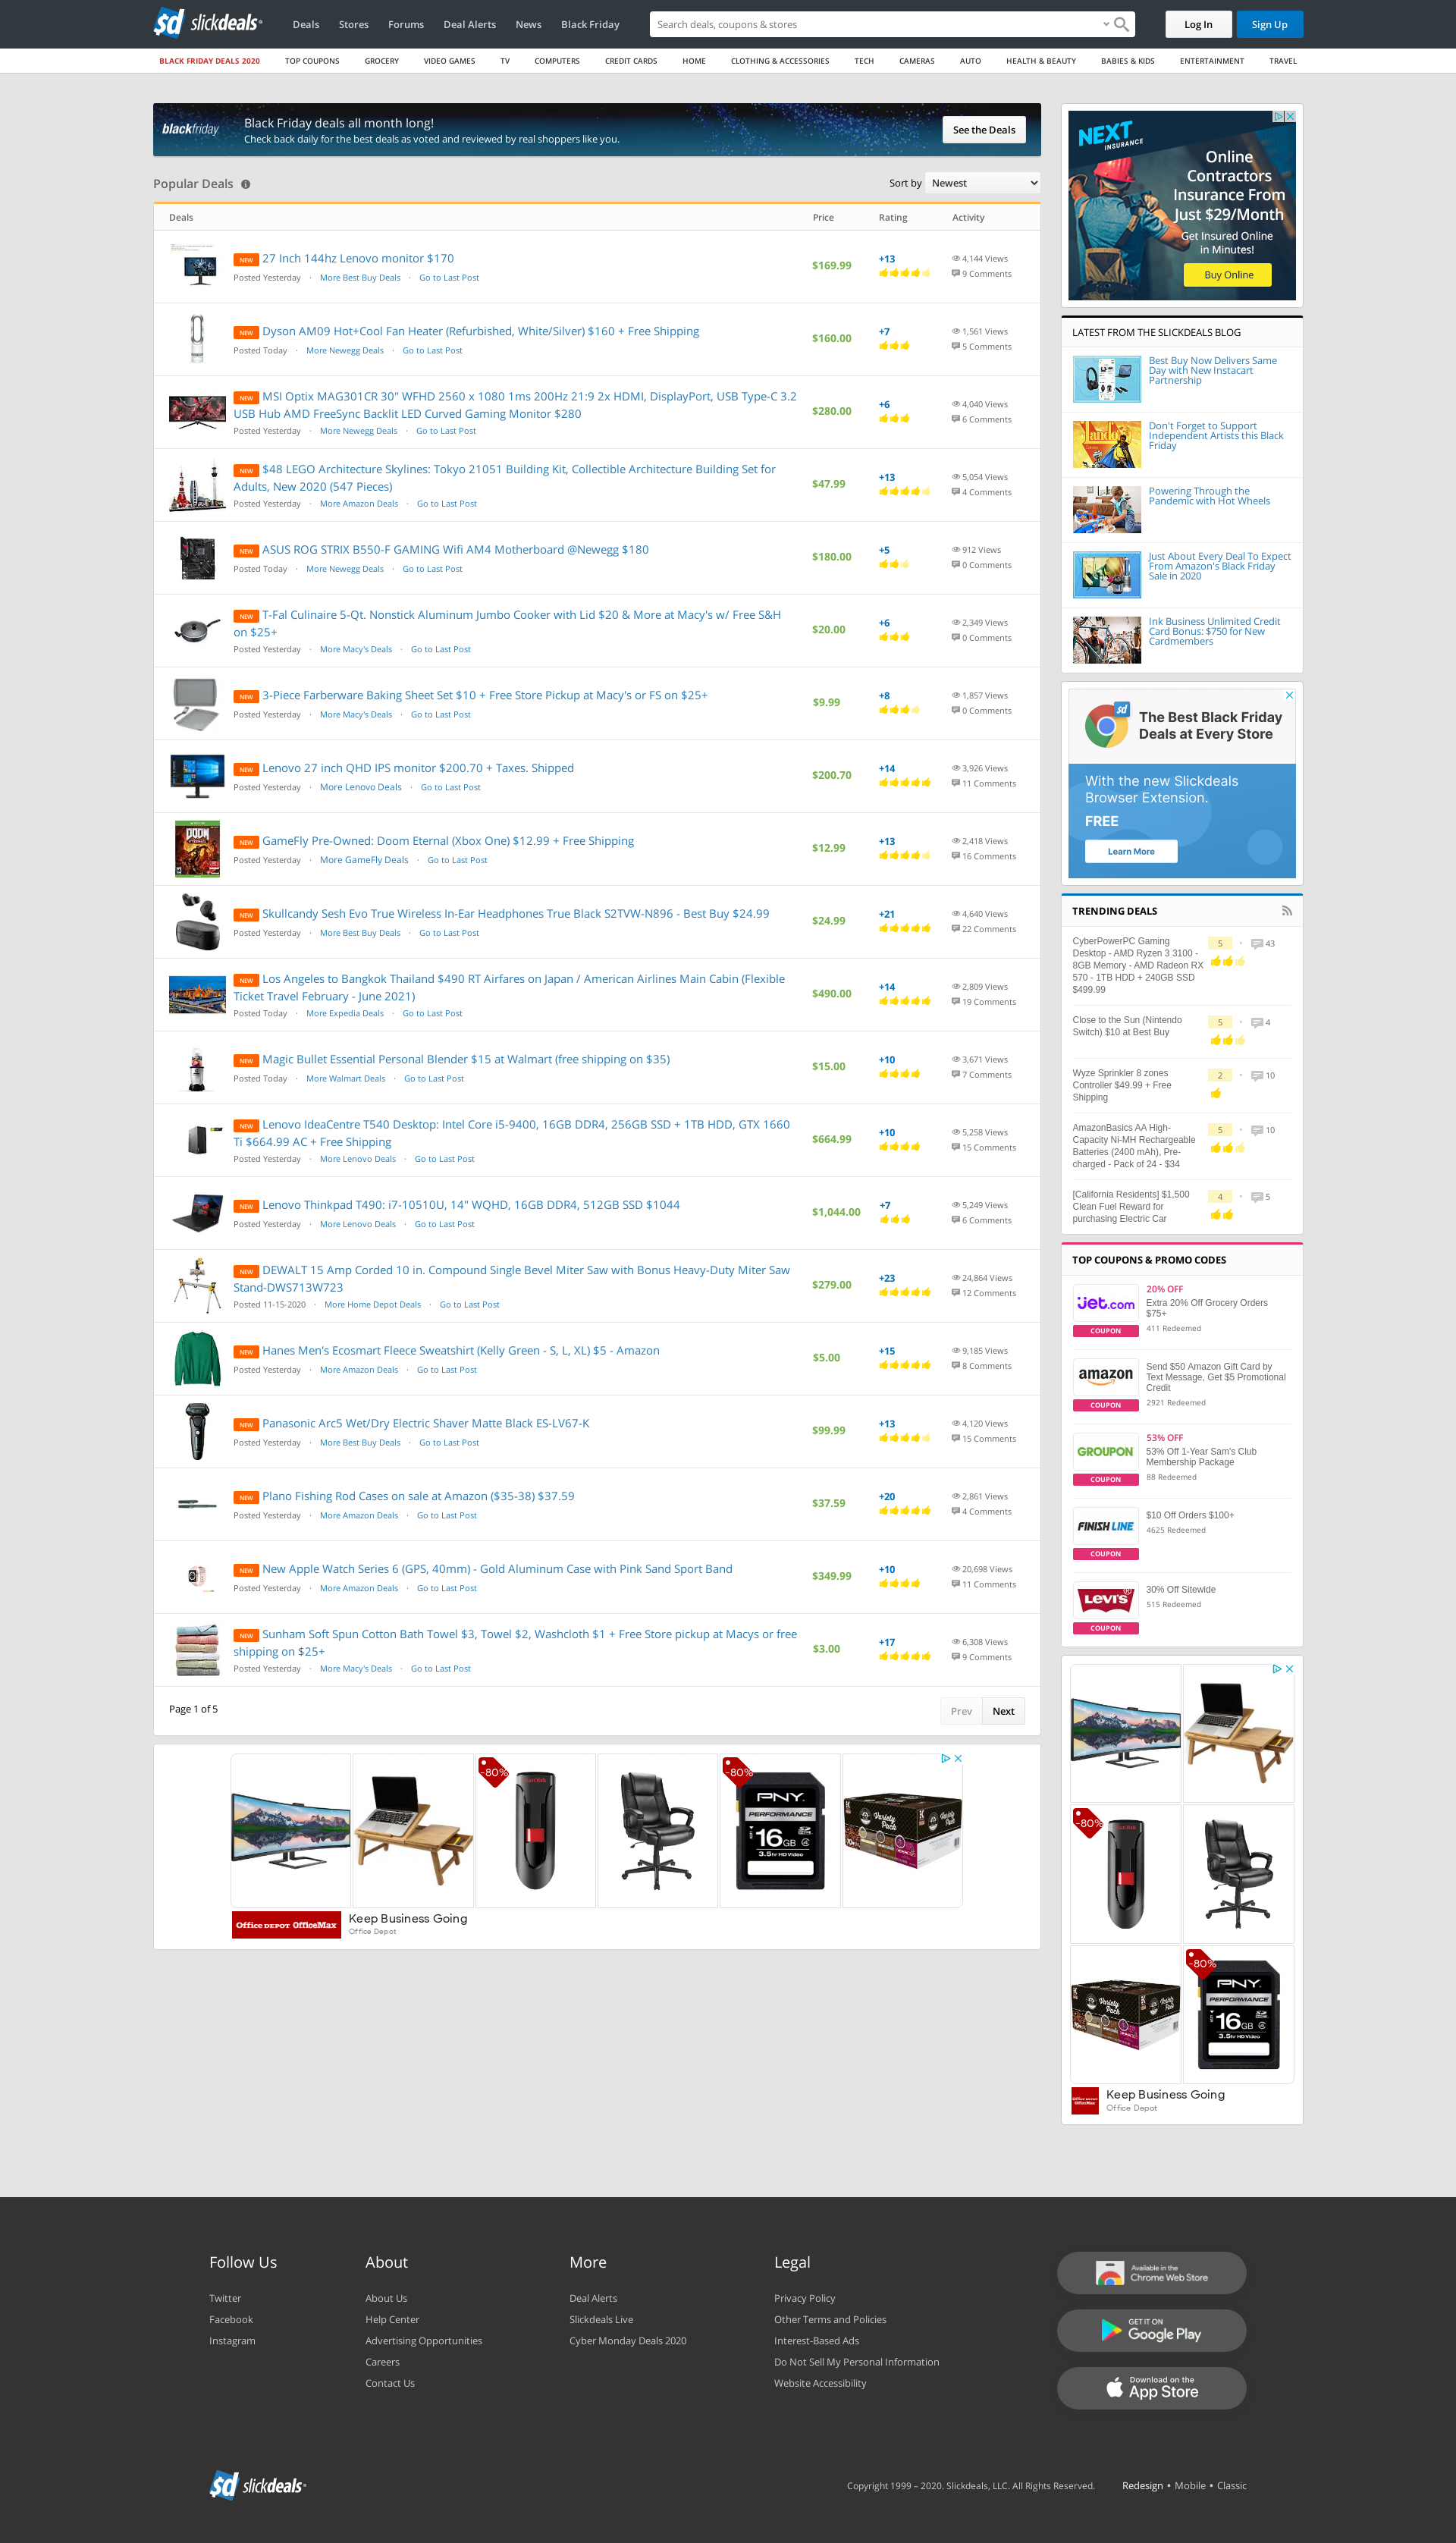 sd slickdeals
Deals Stores Forums Deal Alerts News Black Friday
Search deals, coupons & stores
Log In Sign Up
BLACK FRIDAY DEALS 2020 TOP COUPONS GROCERY VIDEO GAMES TV COMPUTERS CREDIT CARDS HOME CLOTHING & ACCESSORIES TECH CAMERAS AUTO HEALTH & BEAUTY BABIES & KIDS ENTERTAINMENT TRAVEL
blackfriday
Black Friday deals all month long!
Check back daily for the best deals as voted and reviewed by real shoppers like you.
See the Deals
Popular Deals
Sort by Newest
Deals Price Rating Activity
NEW 27 Inch 144hz Lenovo monitor $170
Posted Yesterday · More Best Buy Deals · Go to Last Post
$169.99
+13
4,144 Views
9 Comments
NEW Dyson AM09 Hot+Cool Fan Heater (Refurbished, White/Silver) $160 + Free Shipping
Posted Today · More Newegg Deals · Go to Last Post
$160.00
+7
1,561 Views
5 Comments
NEW MSI Optix MAG301CR 30" WFHD 2560 x 1080 1ms 200Hz 21:9 2x HDMI, DisplayPort, USB Type-C 3.2
USB Hub AMD FreeSync Backlit LED Curved Gaming Monitor $280
Posted Yesterday · More Newegg Deals · Go to Last Post
$280.00
+6
4,040 Views
6 Comments
NEW $48 LEGO Architecture Skylines: Tokyo 21051 Building Kit, Collectible Architecture Building Set for
Adults, New 2020 (547 Pieces)
Posted Yesterday · More Amazon Deals · Go to Last Post
$47.99
+13
5,054 Views
4 Comments
NEW ASUS ROG STRIX B550-F GAMING Wifi AM4 Motherboard @Newegg $180
Posted Today · More Newegg Deals · Go to Last Post
$180.00
+5
912 Views
0 Comments
NEW T-Fal Culinaire 5-Qt. Nonstick Aluminum Jumbo Cooker with Lid $20 & More at Macy's w/ Free S&H
on $25+
Posted Yesterday · More Macy's Deals · Go to Last Post
$20.00
+6
2,349 Views
0 Comments
NEW 3-Piece Farberware Baking Sheet Set $10 + Free Store Pickup at Macy's or FS on $25+
Posted Yesterday · More Macy's Deals · Go to Last Post
$9.99
+8
1,857 Views
0 Comments
NEW Lenovo 27 inch QHD IPS monitor $200.70 + Taxes. Shipped
Posted Yesterday · More Lenovo Deals · Go to Last Post
$200.70
+14
3,926 Views
11 Comments
DOOM
NEW GameFly Pre-Owned: Doom Eternal (Xbox One) $12.99 + Free Shipping
Posted Yesterday · More GameFly Deals · Go to Last Post
$12.99
+13
2,418 Views
16 Comments
NEW Skullcandy Sesh Evo True Wireless In-Ear Headphones True Black S2TVW-N896 - Best Buy $24.99
Posted Yesterday · More Best Buy Deals · Go to Last Post
$24.99
+21
4,640 Views
22 Comments
NEW Los Angeles to Bangkok Thailand $490 RT Airfares on Japan / American Airlines Main Cabin (Flexible
Ticket Travel February - June 2021)
Posted Today · More Expedia Deals · Go to Last Post
$490.00
+14
2,809 Views
19 Comments
NEW Magic Bullet Essential Personal Blender $15 at Walmart (free shipping on $35)
Posted Today · More Walmart Deals · Go to Last Post
$15.00
+10
3,671 Views
7 Comments
NEW Lenovo IdeaCentre T540 Desktop: Intel Core i5-9400, 16GB DDR4, 256GB SSD + 1TB HDD, GTX 1660
Ti $664.99 AC + Free Shipping
Posted Yesterday · More Lenovo Deals · Go to Last Post
$664.99
+10
5,258 Views
15 Comments
NEW Lenovo Thinkpad T490: i7-10510U, 14" WQHD, 16GB DDR4, 512GB SSD $1044
Posted Yesterday · More Lenovo Deals · Go to Last Post
$1,044.00
+7
5,249 Views
6 Comments
NEW DEWALT 15 Amp Corded 10 in. Compound Single Bevel Miter Saw with Bonus Heavy-Duty Miter Saw
Stand-DWS713W723
Posted 11-15-2020 · More Home Depot Deals · Go to Last Post
$279.00
+23
24,864 Views
12 Comments
NEW Hanes Men's Ecosmart Fleece Sweatshirt (Kelly Green - S, L, XL) $5 - Amazon
Posted Yesterday · More Amazon Deals · Go to Last Post
$5.00
+15
9,185 Views
8 Comments
NEW Panasonic Arc5 Wet/Dry Electric Shaver Matte Black ES-LV67-K
Posted Yesterday · More Best Buy Deals · Go to Last Post
$99.99
+13
4,120 Views
15 Comments
NEW Plano Fishing Rod Cases on sale at Amazon ($35-38) $37.59
Posted Yesterday · More Amazon Deals · Go to Last Post
$37.59
+20
2,861 Views
4 Comments
NEW New Apple Watch Series 6 (GPS, 40mm) - Gold Aluminum Case with Pink Sand Sport Band
Posted Yesterday · More Amazon Deals · Go to Last Post
$349.99
+10
20,698 Views
11 Comments
NEW Sunham Soft Spun Cotton Bath Towel $3, Towel $2, Washcloth $1 + Free Store pickup at Macys or free
shipping on $25+
Posted Yesterday · More Macy's Deals · Go to Last Post
$3.00
+17
6,308 Views
9 Comments
Page 1 of 5
Prev Next
-80%
-80%
SanDisk
PNY
PERFORMANCE
16GB
3.5hr HD Video
Variety Pack
Office DEPOT OfficeMax
Keep Business Going
Office Depot
NEXT
INSURANCE
Online
Contractors
Insurance From
Just $29/Month
Get Insured Online
in Minutes!
Buy Online
LATEST FROM THE SLICKDEALS BLOG
Best Buy Now Delivers Same
Day with New Instacart
Partnership
Don't Forget to Support
Independent Artists this Black
Friday
Powering Through the
Pandemic with Hot Wheels
Just About Every Deal To Expect
From Amazon's Black Friday
Sale in 2020
Ink Business Unlimited Credit
Card Bonus: $750 for New
Cardmembers
sd
The Best Black Friday
Deals at Every Store
With the new Slickdeals
Browser Extension.
FREE
Learn More
TRENDING DEALS
CyberPowerPC Gaming
Desktop - AMD Ryzen 3 3100 -
8GB Memory - AMD Radeon RX
570 - 1TB HDD + 240GB SSD
$499.99
5 · 43
Close to the Sun (Nintendo
Switch) $10 at Best Buy
5 · 4
Wyze Sprinkler 8 zones
Controller $49.99 + Free
Shipping
2 · 10
AmazonBasics AA High-
Capacity Ni-MH Rechargeable
Batteries (2400 mAh), Pre-
charged - Pack of 24 - $34
5 · 10
[California Residents] $1,500
Clean Fuel Reward for
purchasing Electric Car
4 · 5
TOP COUPONS & PROMO CODES
jet.com
COUPON
20% OFF
Extra 20% Off Grocery Orders
$75+
411 Redeemed
amazon
COUPON
Send $50 Amazon Gift Card by
Text Message, Get $5 Promotional
Credit
2921 Redeemed
GROUPON
COUPON
53% OFF
53% Off 1-Year Sam's Club
Membership Package
88 Redeemed
FINISH LINE
COUPON
$10 Off Orders $100+
4625 Redeemed
LEVI'S
COUPON
30% Off Sitewide
515 Redeemed
-80%
SanDisk
Variety Pack
-80%
PNY
PERFORMANCE
16GB
3.5hr HD Video
Keep Business Going
Office Depot
Follow Us
Twitter
Facebook
Instagram
About
About Us
Help Center
Advertising Opportunities
Careers
Contact Us
More
Deal Alerts
Slickdeals Live
Cyber Monday Deals 2020
Legal
Privacy Policy
Other Terms and Policies
Interest-Based Ads
Do Not Sell My Personal Information
Website Accessibility
Available in the
Chrome Web Store
GET IT ON
Google Play
Download on the
App Store
sd slickdeals
Copyright 1999 – 2020. Slickdeals, LLC. All Rights Reserved.
Redesign • Mobile • Classic